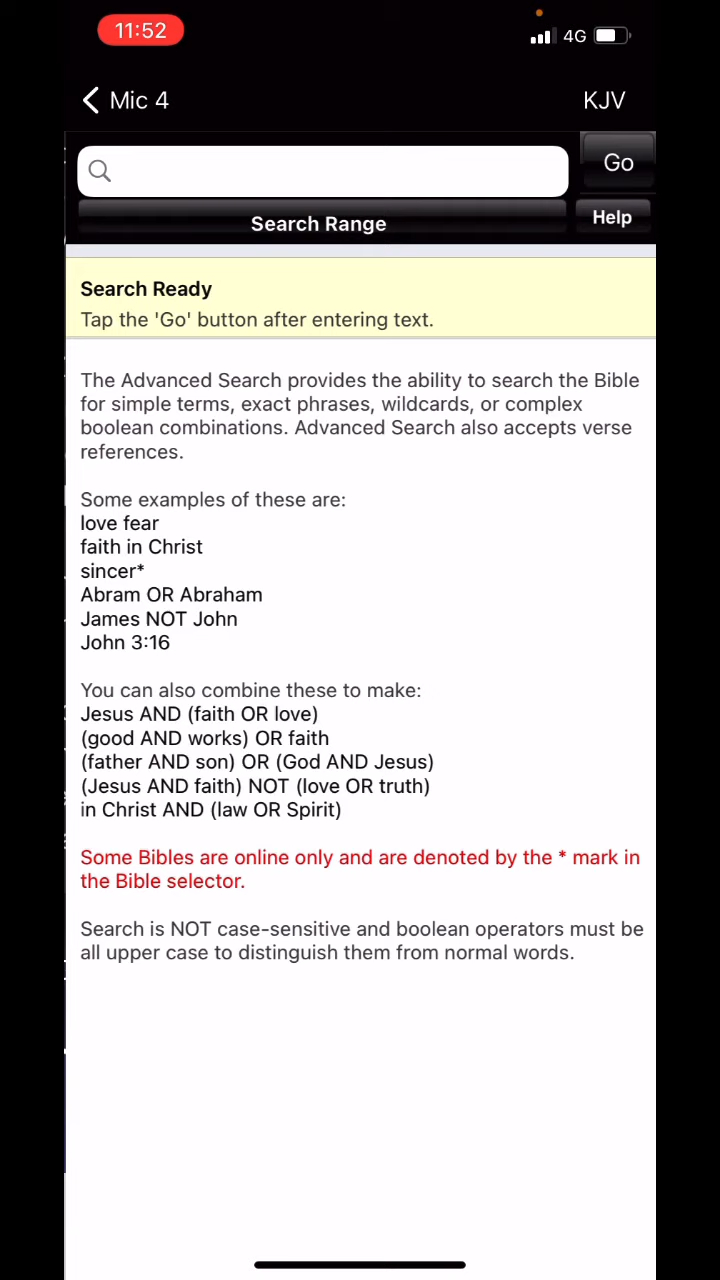 11:52
4G
Mic 4
KJV
Go
Search Range
Help
Search Ready
Tap the 'Go' button after entering text.
The Advanced Search provides the ability to search the Bible
for simple terms, exact phrases, wildcards, or complex
boolean combinations. Advanced Search also accepts verse
references.
Some examples of these are:
love fear
faith in Christ
sincer*
Abram OR Abraham
James NOT John
John 3:16
You can also combine these to make:
Jesus AND (faith OR love)
(good AND works) OR faith
(father AND son) OR (God AND Jesus)
(Jesus AND faith) NOT (love OR truth)
in Christ AND (law OR Spirit)
Some Bibles are online only and are denoted by the * mark in
the Bible selector.
Search is NOT case-sensitive and boolean operators must be
all upper case to distinguish them from normal words.